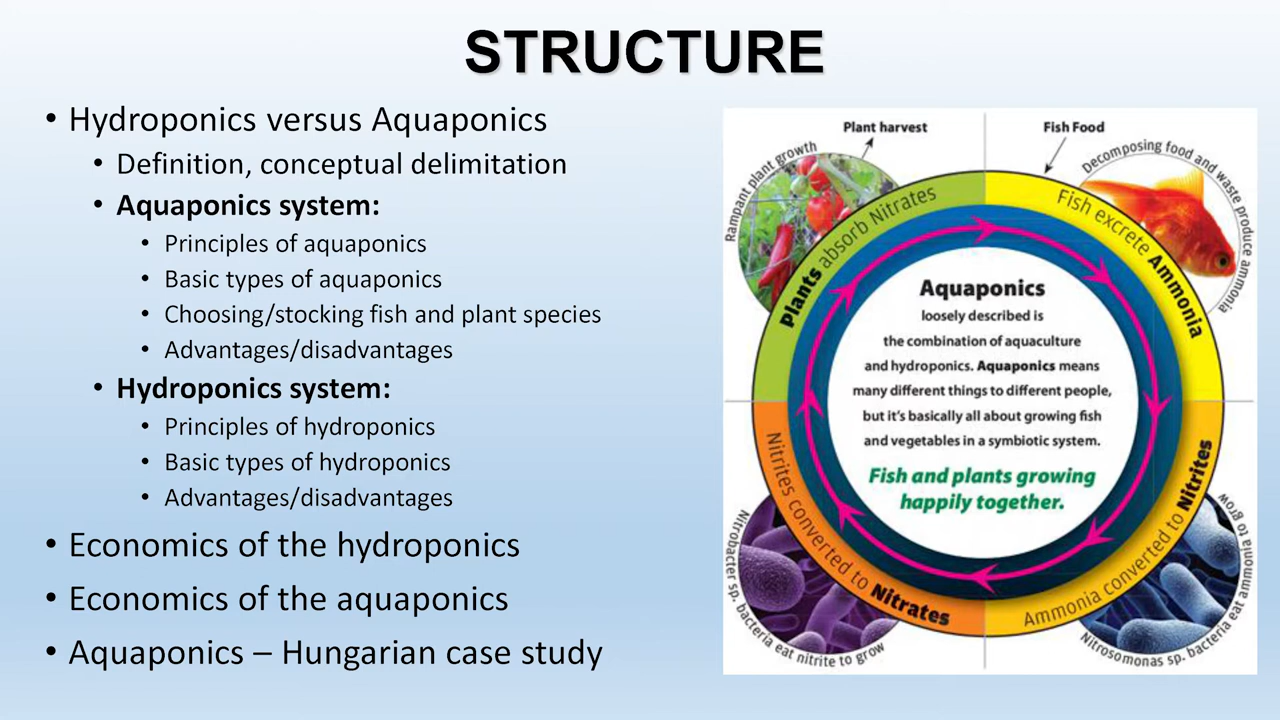 STRUCTURE
• Hydroponics versus Aquaponics
• Definition, conceptual delimitation
• Aquaponics system:
• Principles of aquaponics
• Basic types of aquaponics
• Choosing/stocking fish and plant species
• Advantages/disadvantages
• Hydroponics system:
• Principles of hydroponics
• Basic types of hydroponics
• Advantages/disadvantages
• Economics of the hydroponics
• Economics of the aquaponics
• Aquaponics – Hungarian case study
Plant harvest
Fish Food
Rampant plant growth
Decomposing food and waste produce ammonia
Plants absorb Nitrates
Fish excrete Ammonia
Aquaponics
loosely described is
the combination of aquaculture
and hydroponics. Aquaponics means
many different things to different people,
but it's basically all about growing fish
and vegetables in a symbiotic system.
Fish and plants growing
happily together.
Nitrites converted to Nitrates
Ammonia converted to Nitrites
Nitrobacter sp. bacteria eat nitrite to grow
Nitrosomonas sp. bacteria eat ammonia to grow